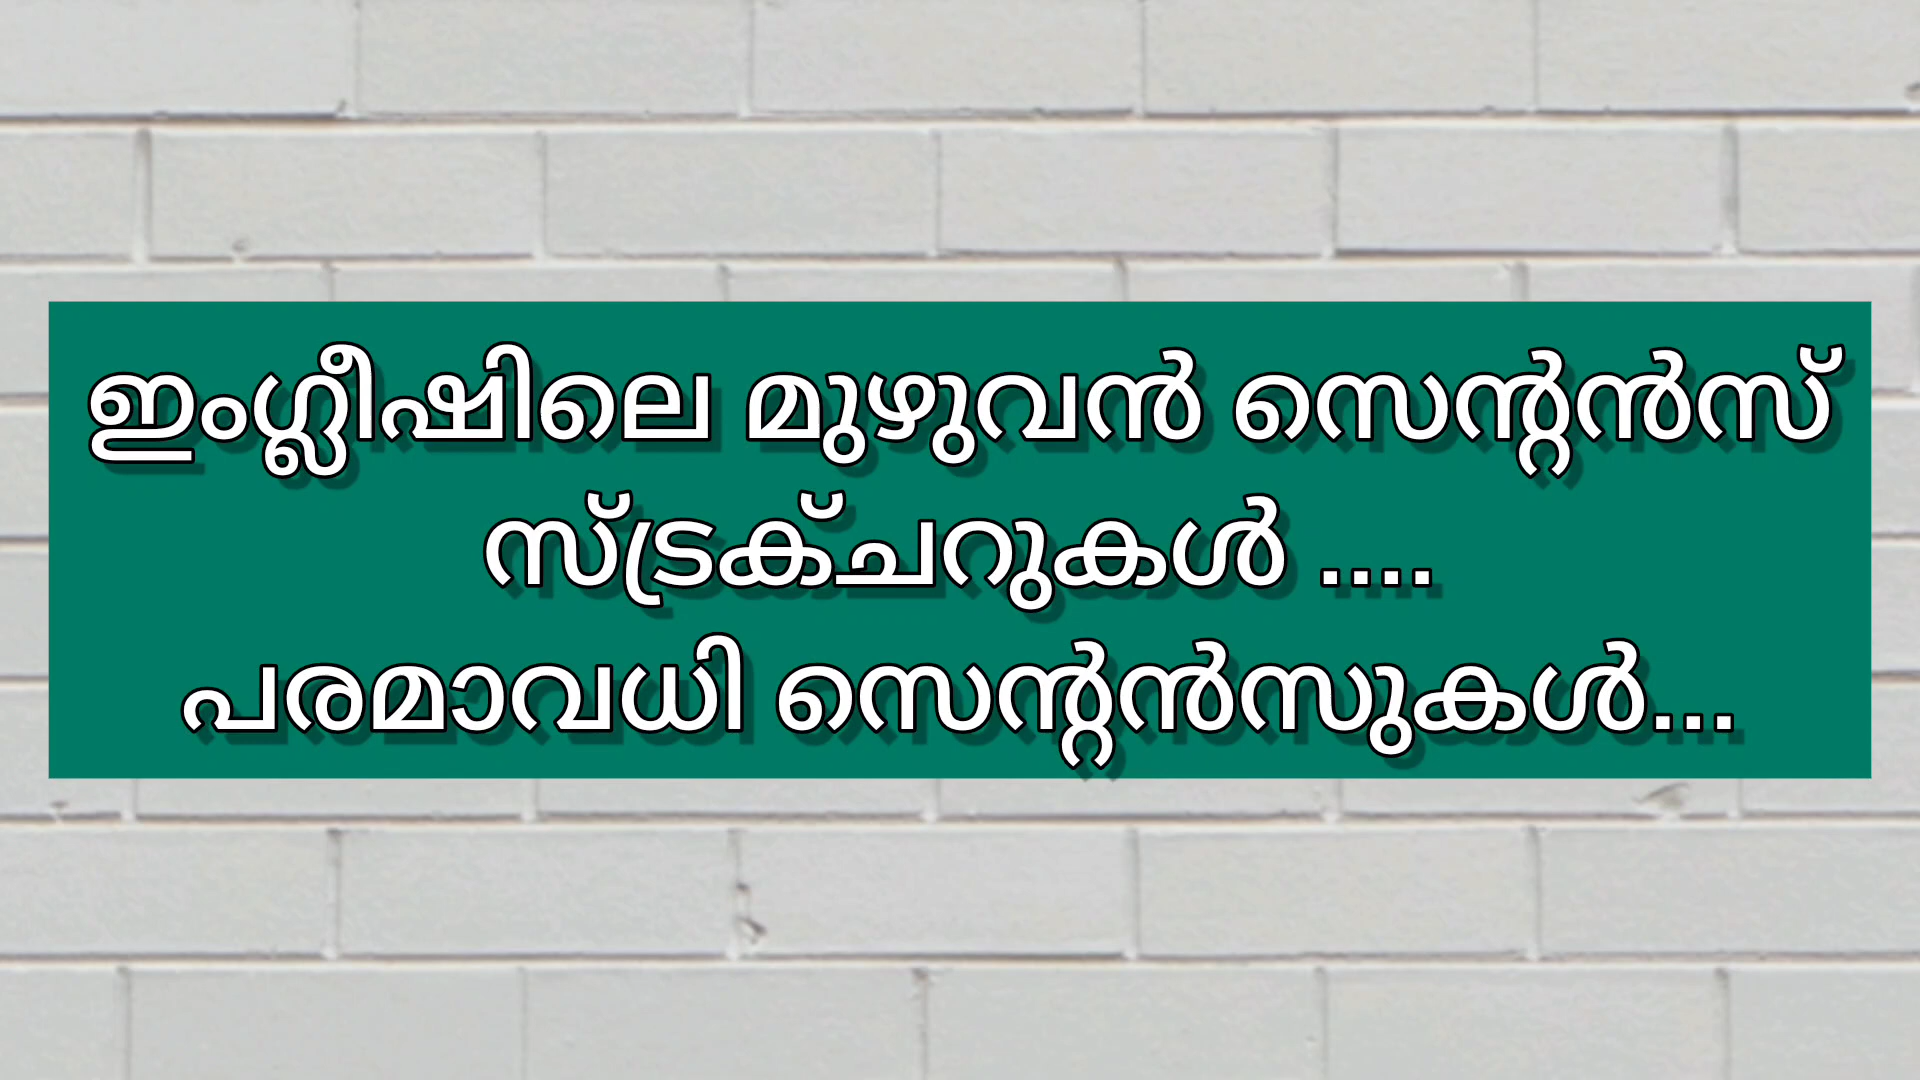 ഇംഗ്ലീഷിലെ മുഴുവൻ സെന്റൻസ്
സ്ട്രക്ചറുകൾ ....
പരമാവധി സെന്റൻസുകൾ...